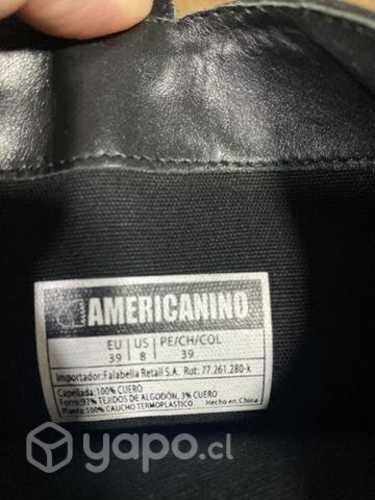 AMERICANINO
EU US PE/CH/COL
39 8 39
Importador: Falabella Retail S.A. Rut: 77.261.280-k
Capellada: 100% CUERO
Forro: 97% TEJIDOS DE ALGODÓN, 3% CUERO
Planta: 100% CAUCHO TERMOPLASTICO Hecho en China
yapo.cl